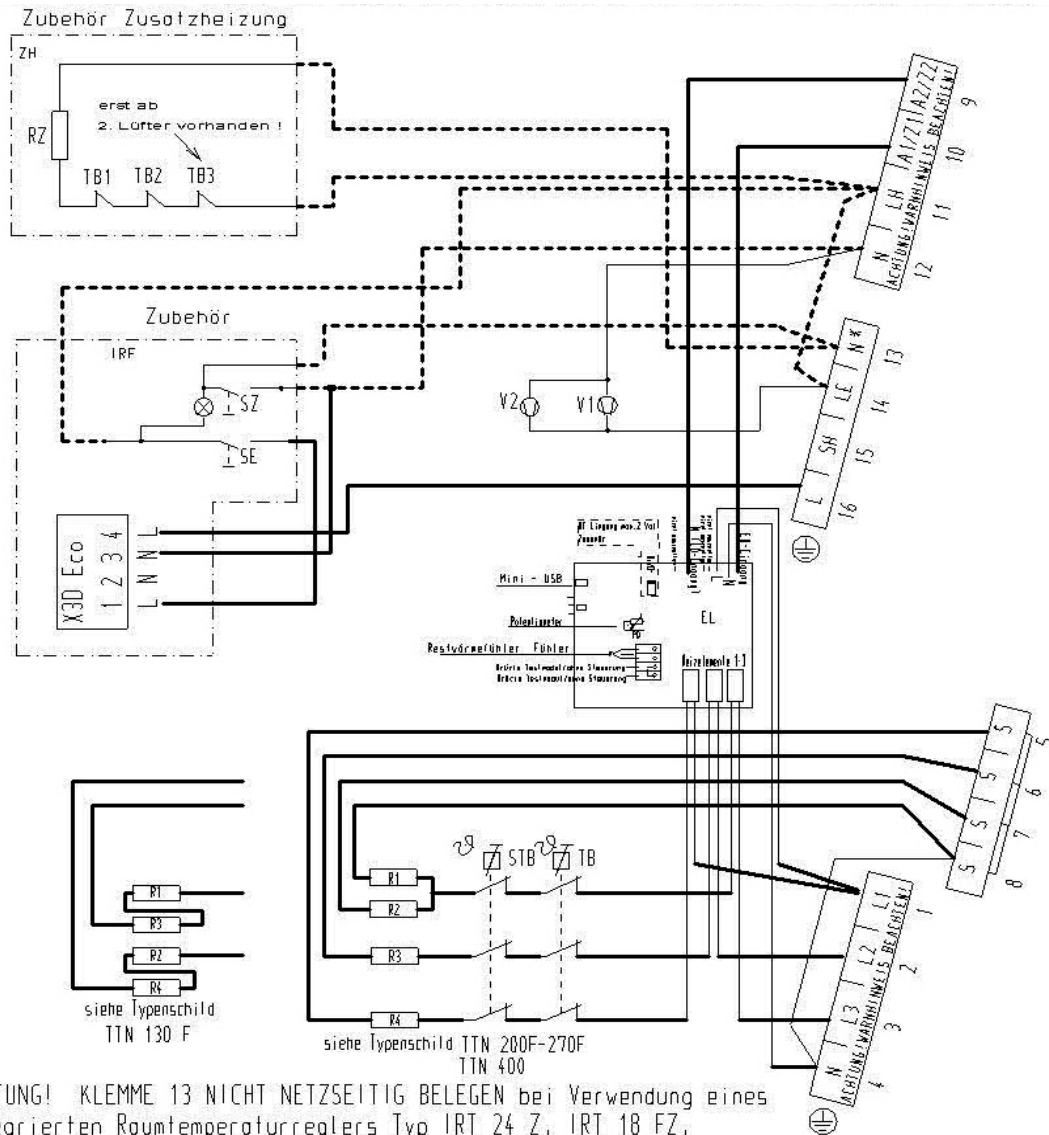 Zubehör Zusatzheizung
ZH
erst ab
2. Lüfter vorhanden !
RZ
TB1 TB2 TB3
A2/Z2 9
A1/Z1 10
LH 11
N 12
ACHTUNG!WARNHINWEIS BEACHTEN!
Zubehör
IRF
SZ
SE
X3D Eco
4 L
3 N
2 N
1 L
V2 V1
N* 13
LE 14
SH 15
L 16
Mini - USB
Potentiometer
Restwärmefühler Fühler
EL
L
N
Heizelemente 1-3
S 5
S 6
S 7
S 8
STB TB
R1
R2
R3
R4
R1
R3
R2
R4
siehe Typenschild
TTN 130 F
siehe Typenschild TTN 200F-270F
TTN 400
L1 1
L2 2
L3 3
N 4
ACHTUNG!WARNHINWEIS BEACHTEN!
TUNG! KLEMME 13 NICHT NETZSEITIG BELEGEN bei Verwendung eines
egrierten Raumtemperaturreglers Typ IRT 24 Z, IRT 18 FZ,